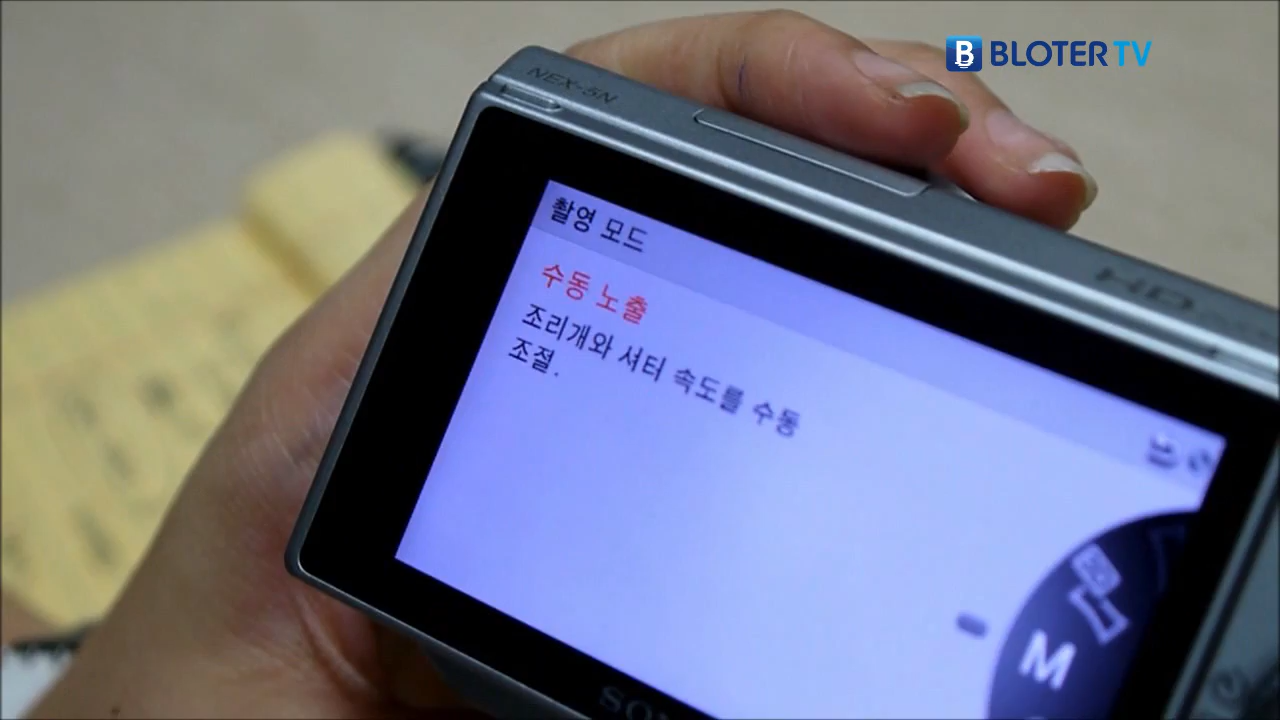 BLOTER TV
NEX-5N
촬영 모드
수동 노출
조리개와 셔터 속도를 수동
조절.
HD
M